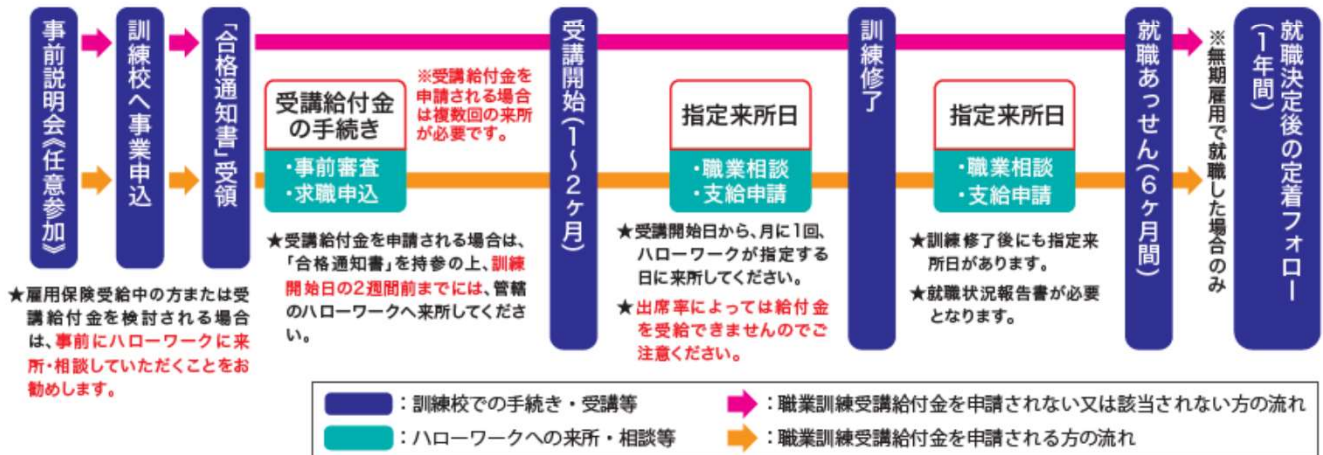 事前説明会《任意参加》
訓練校へ事業申込
「合格通知書」受領
受講給付金
の手続き
・事前審査
・求職申込
※受講給付金を
申請される場合
は複数回の来所
が必要です。
受講開始(1～2ヶ月)
指定来所日
・職業相談
・支給申請
訓練修了
指定来所日
・職業相談
・支給申請
就職あっせん(6ヶ月間)
※無期雇用で就職した場合のみ
就職決定後の定着フォロー
(1年間)
★雇用保険受給中の方または受
講給付金を検討される場合
は、事前にハローワークに来
所・相談していただくことをお
勧めします。
★受講給付金を申請される場合は、
「合格通知書」を持参の上、訓練
開始日の2週間前までには、管轄
のハローワークへ来所してくださ
い。
★受講開始日から、月に1回、
ハローワークが指定する
日に来所してください。
★出席率によっては給付金
を受給できませんのでご
注意ください。
★訓練修了後にも指定来
所日があります。
★就職状況報告書が必要
となります。
：訓練校での手続き・受講等
：職業訓練受講給付金を申請されない又は該当されない方の流れ
：ハローワークへの来所・相談等
：職業訓練受講給付金を申請される方の流れ